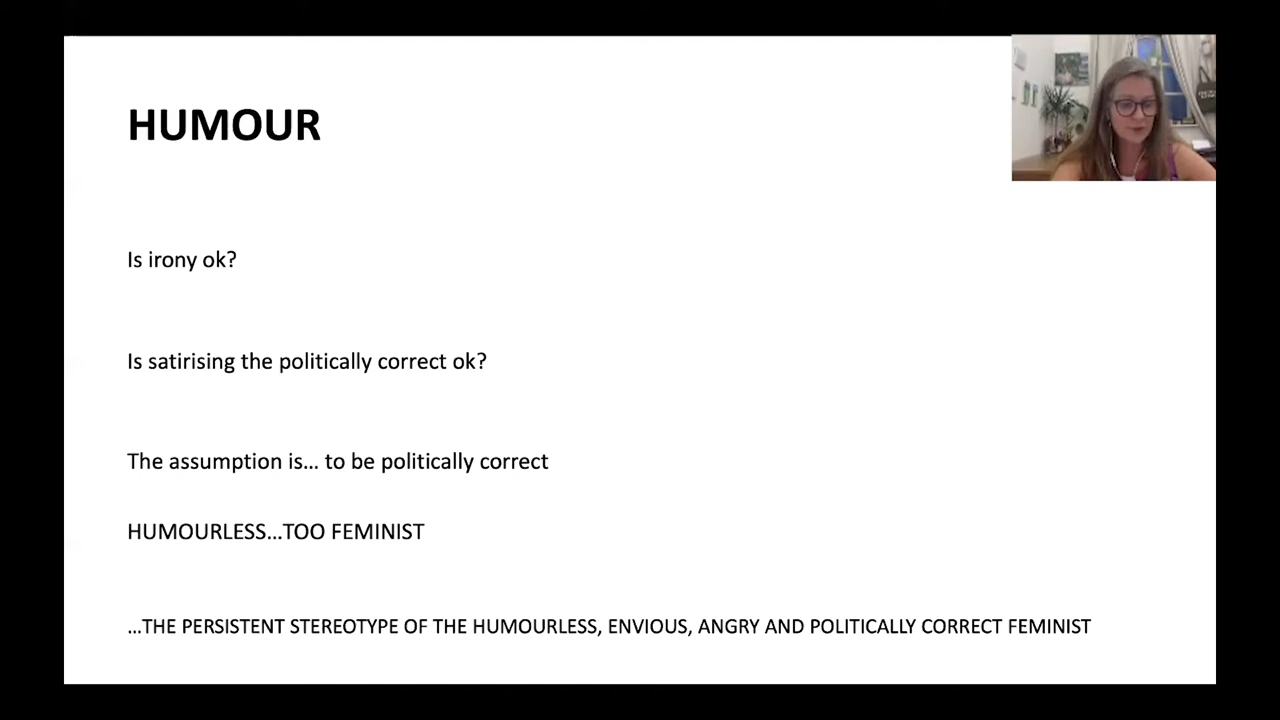 HUMOUR
Is irony ok?
Is satirising the politically correct ok?
The assumption is... to be politically correct
HUMOURLESS...TOO FEMINIST
...THE PERSISTENT STEREOTYPE OF THE HUMOURLESS, ENVIOUS, ANGRY AND POLITICALLY CORRECT FEMINIST